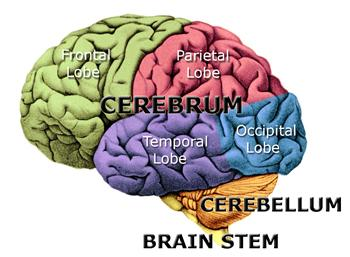 Frontal
Lobe
Parietal
Lobe
CEREBRUM
Temporal
Lobe
Occipital
Lobe
CEREBELLUM
BRAIN STEM